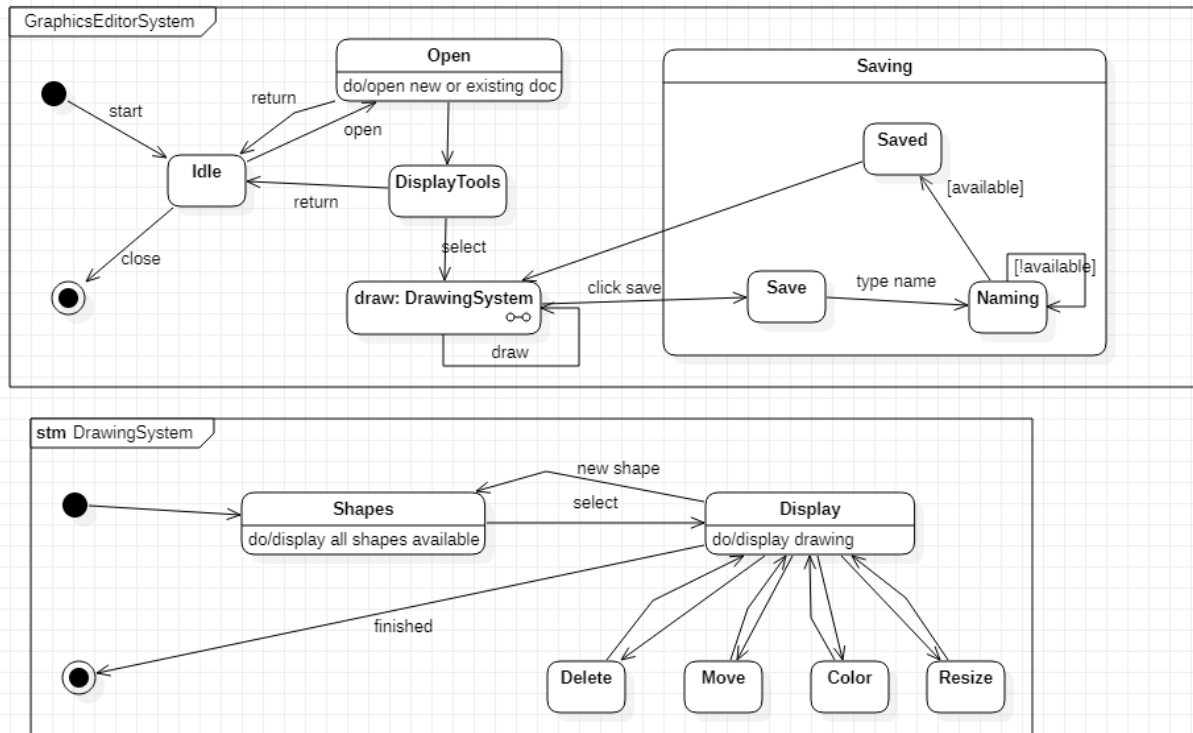 GraphicsEditorSystem
Open
do/open new or existing doc
Saving
start
return
open
Idle
DisplayTools
return
Saved
[available]
close
select
draw: DrawingSystem
click save
Save
type name
[!available]
Naming
draw
stm DrawingSystem
new shape
Shapes
do/display all shapes available
select
Display
do/display drawing
finished
Delete
Move
Color
Resize